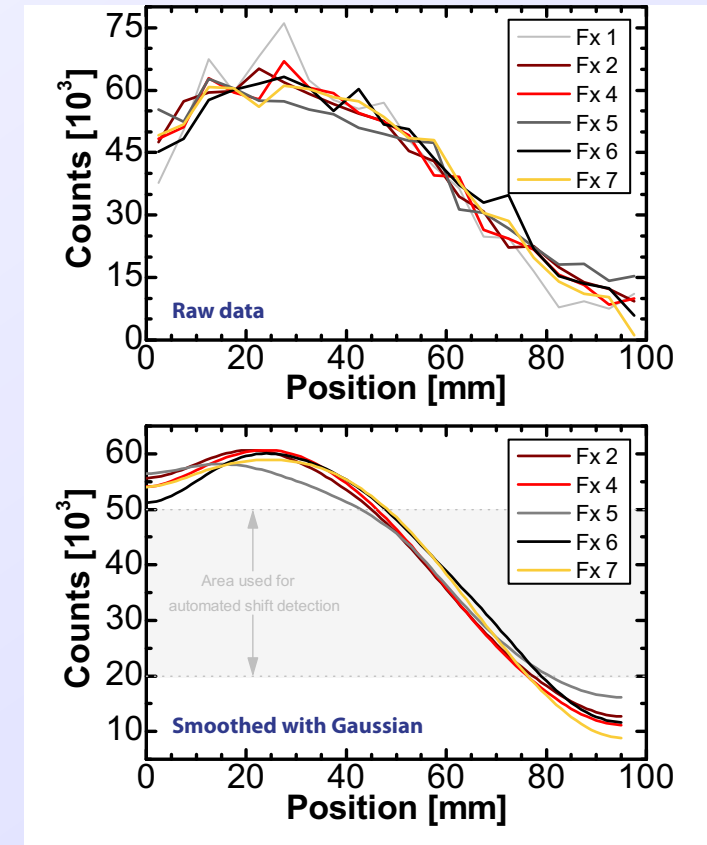 75
60
45
30
15
0
Counts [10³]
Fx 1
Fx 2
Fx 4
Fx 5
Fx 6
Fx 7
Raw data
0 20 40 60 80 100
Position [mm]
60
50
40
30
20
10
Counts [10³]
Fx 2
Fx 4
Fx 5
Fx 6
Fx 7
Area used for
automated shift detection
Smoothed with Gaussian
0 20 40 60 80 100
Position [mm]